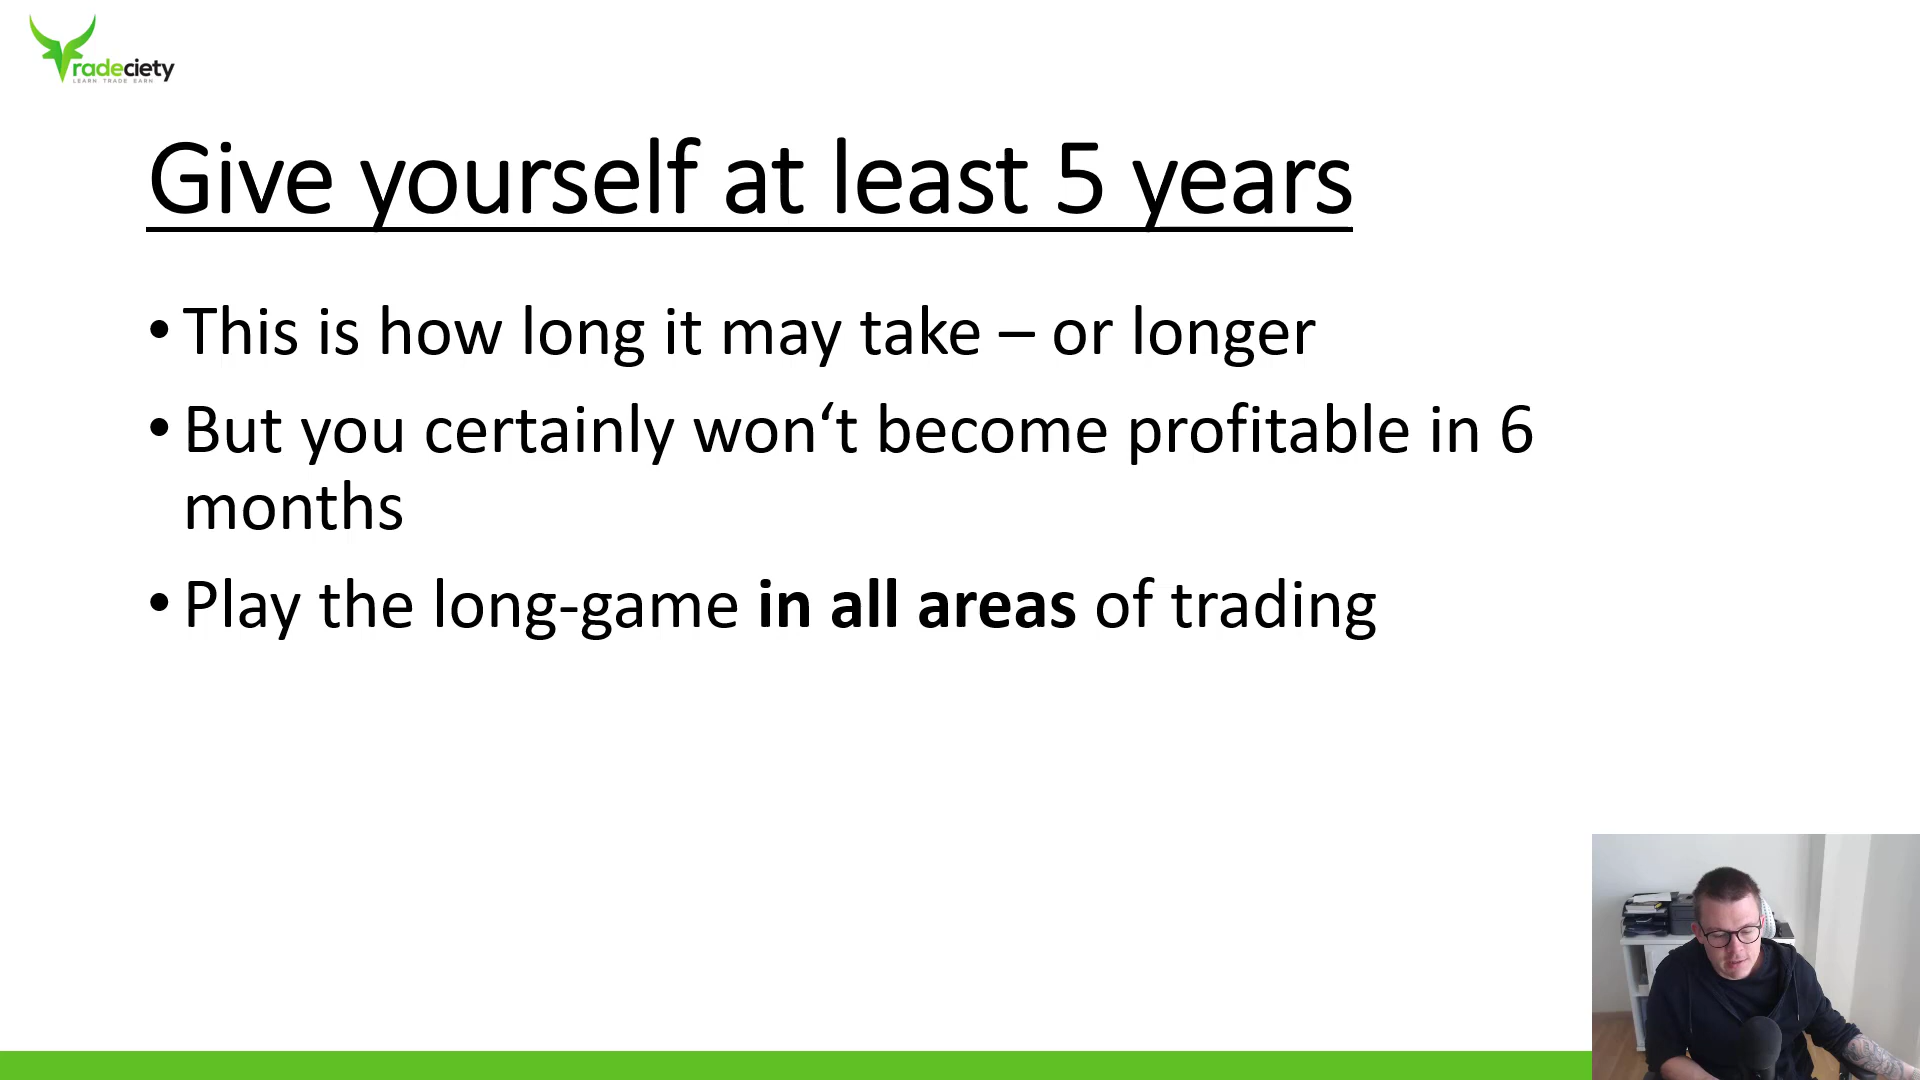 Tradeciety
LEARN TRADE EARN
Give yourself at least 5 years
• This is how long it may take – or longer
• But you certainly won‘t become profitable in 6
months
• Play the long-game in all areas of trading